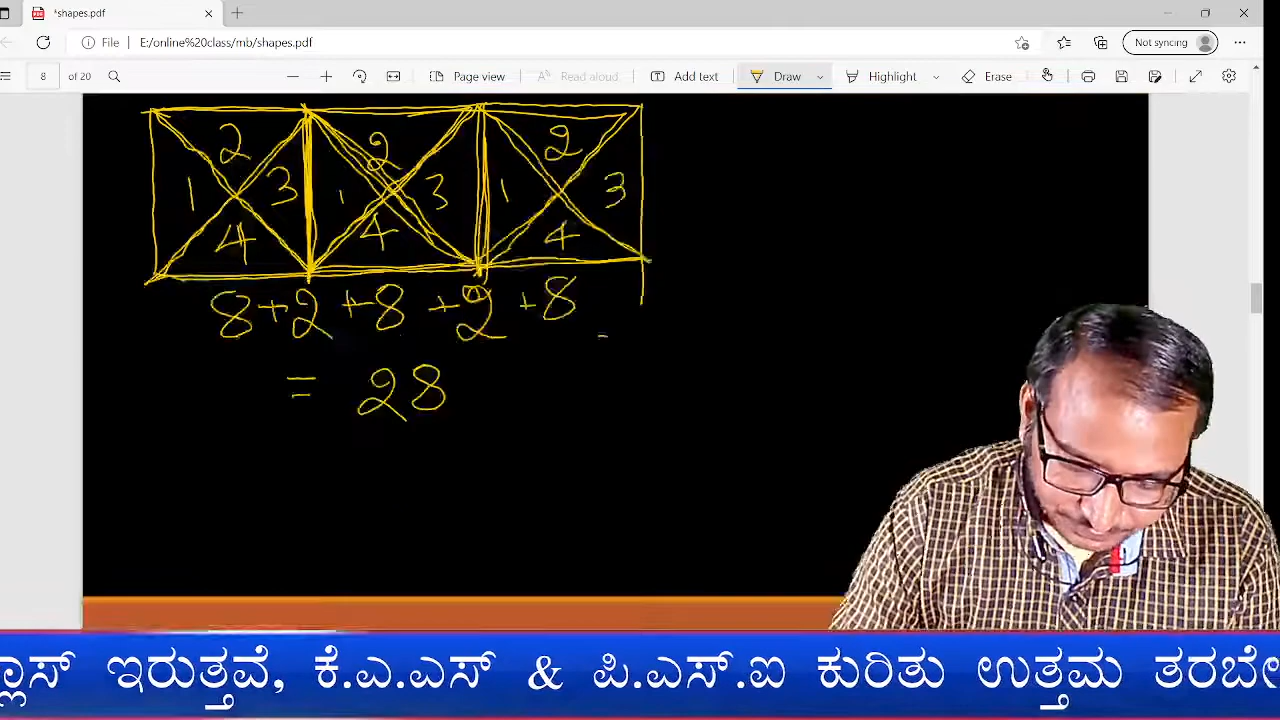 *shapes.pdf
File E:/online%20class/mb/shapes.pdf Not syncing
8 of 20 Page view Read aloud Add text Draw Highlight Erase
2 2 2
1 3 1 3 1 3
4 4 4
8+2+8+2+8
= 28
ಲಾಸ್ ಇರುತ್ತವೆ, ಕೆ.ಎ.ಎಸ್ & ಪಿ.ಎಸ್.ಐ ಕುರಿತು ಉತ್ತಮ ತರಬೇ